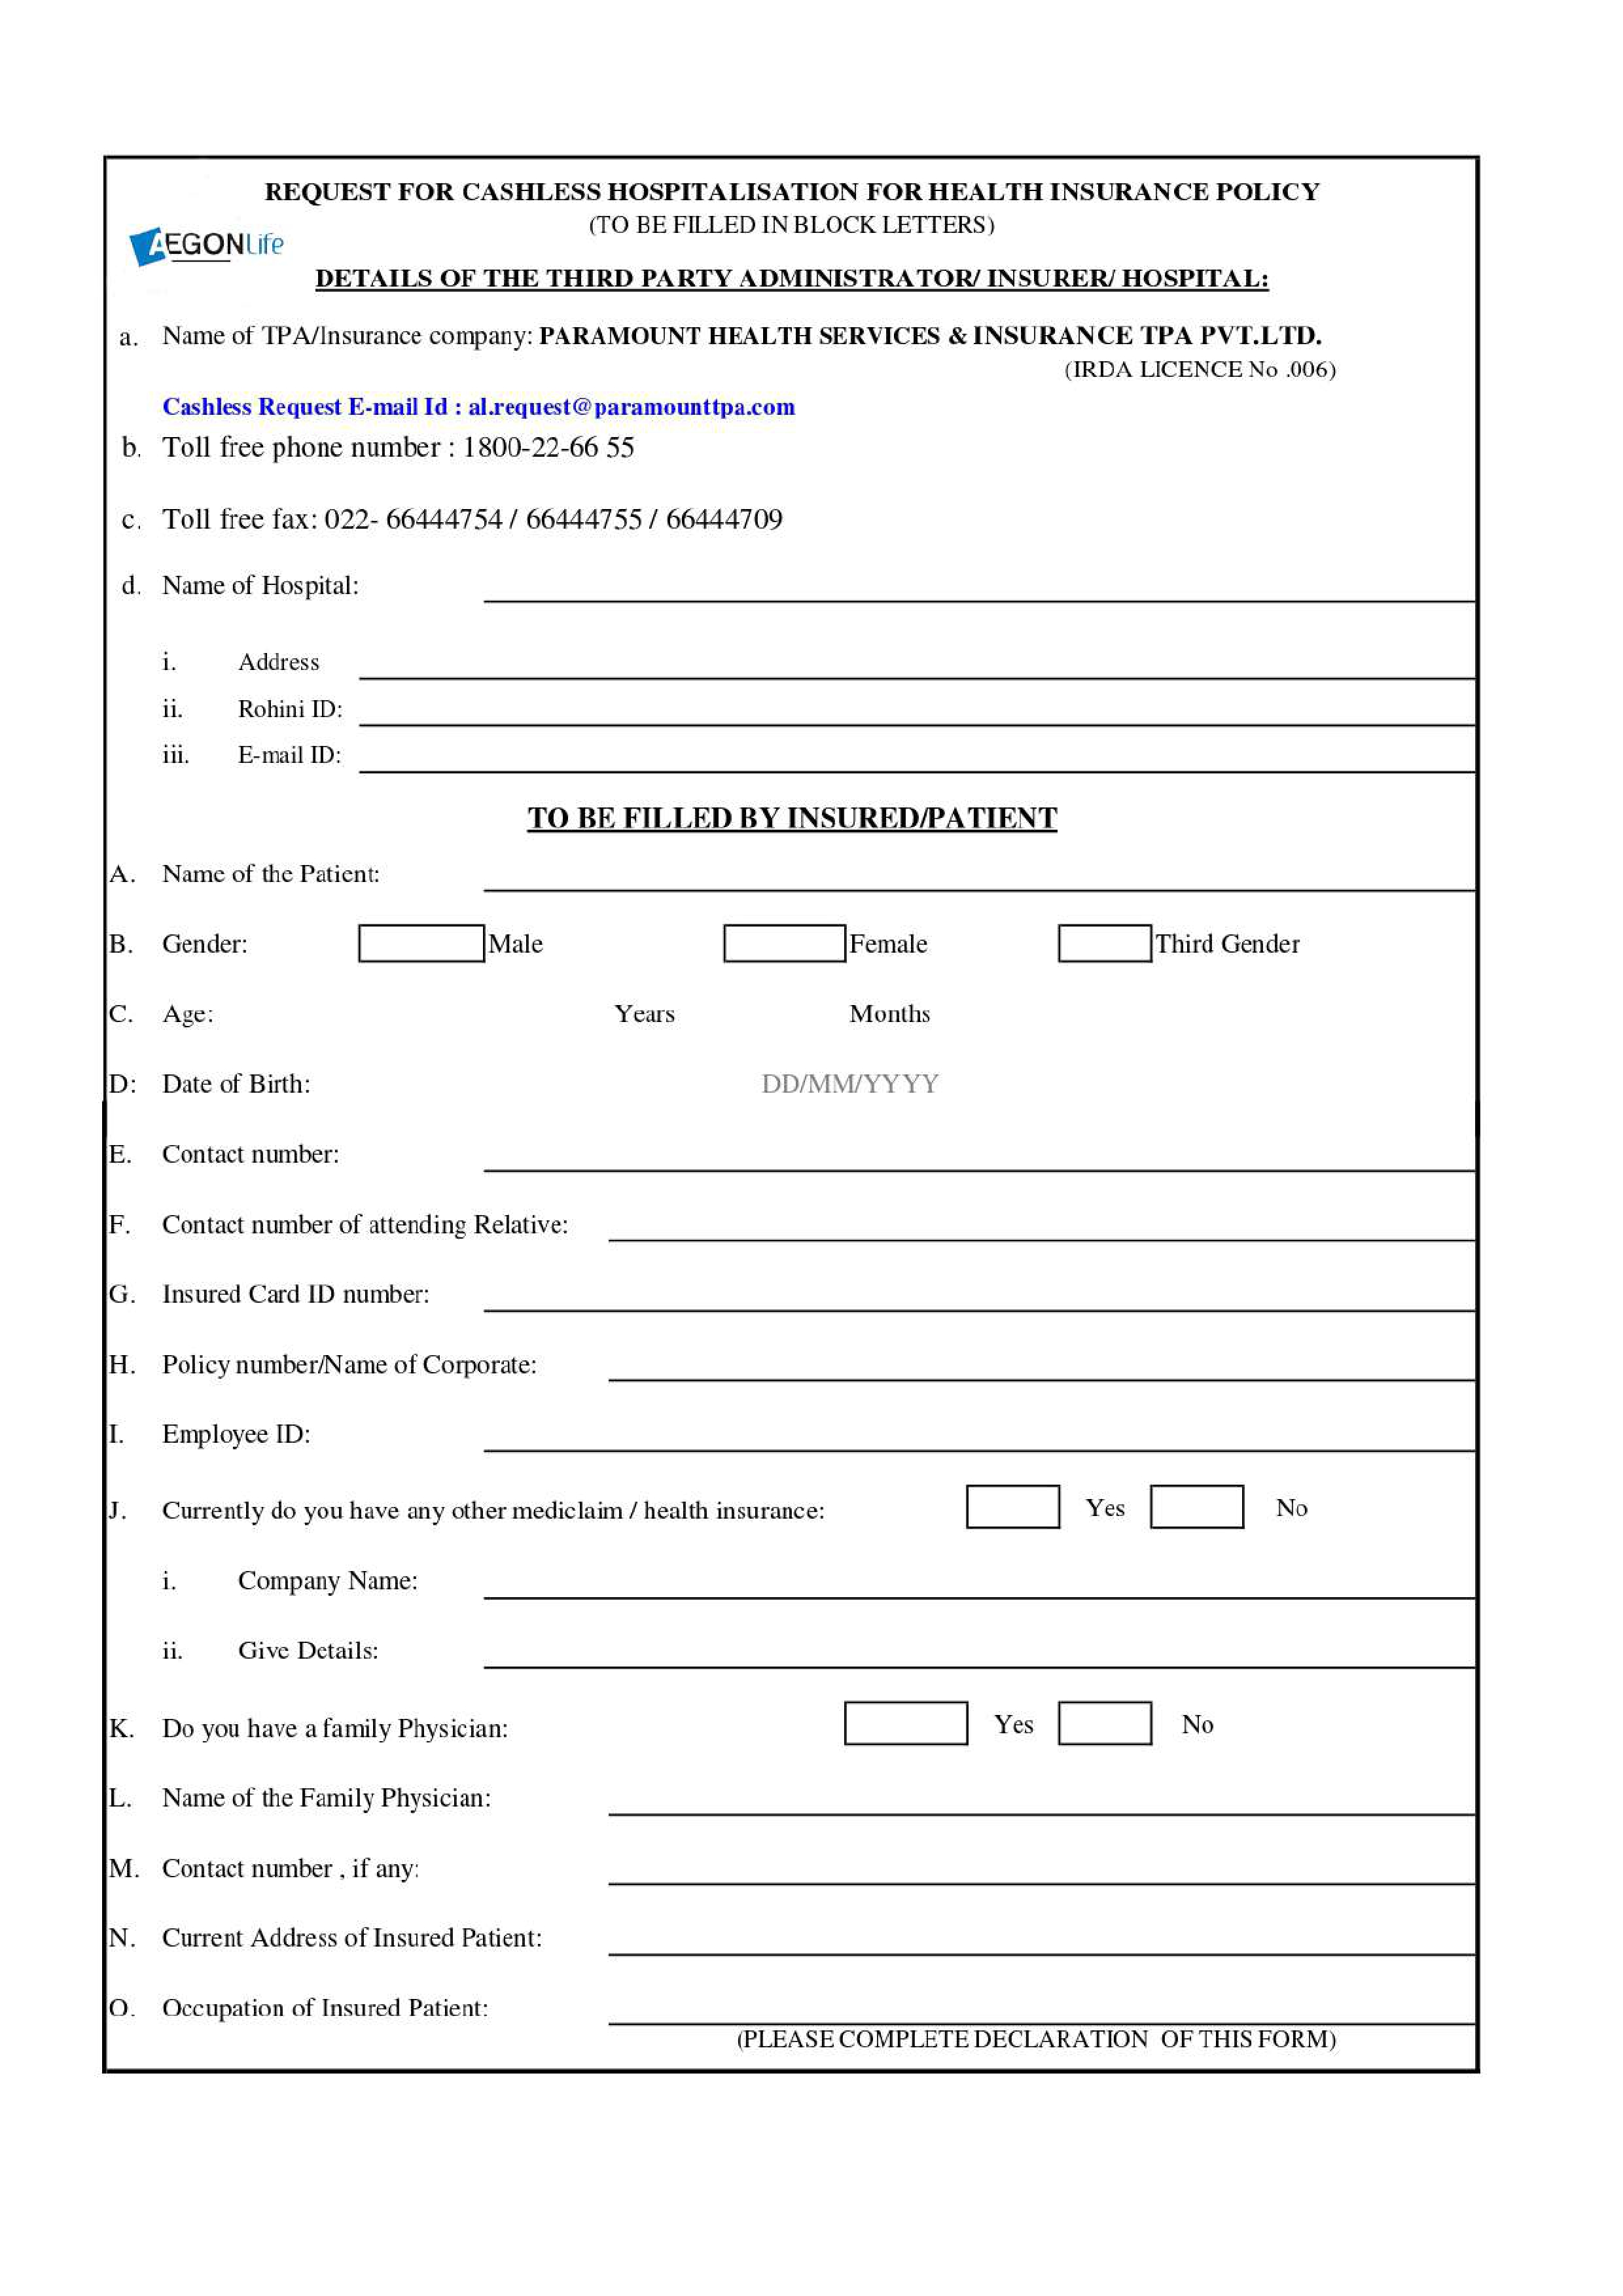 REQUEST FOR CASHLESS HOSPITALISATION FOR HEALTH INSURANCE POLICY
(TO BE FILLED IN BLOCK LETTERS)
AEGONLife
DETAILS OF THE THIRD PARTY ADMINISTRATOR/ INSURER/ HOSPITAL:
a. Name of TPA/Insurance company: PARAMOUNT HEALTH SERVICES & INSURANCE TPA PVT.LTD.
(IRDA LICENCE No .006)
Cashless Request E-mail Id : al.request@paramounttpa.com
b. Toll free phone number : 1800-22-66 55
c. Toll free fax: 022- 66444754 / 66444755 / 66444709
d. Name of Hospital:
i. Address
ii. Rohini ID:
iii. E-mail ID:
TO BE FILLED BY INSURED/PATIENT
A. Name of the Patient:
B. Gender: Male Female Third Gender
C. Age: Years Months
D: Date of Birth: DD/MM/YYYY
E. Contact number:
F. Contact number of attending Relative:
G. Insured Card ID number:
H. Policy number/Name of Corporate:
I. Employee ID:
J. Currently do you have any other mediclaim / health insurance: Yes No
i. Company Name:
ii. Give Details:
K. Do you have a family Physician: Yes No
L. Name of the Family Physician:
M. Contact number , if any:
N. Current Address of Insured Patient:
O. Occupation of Insured Patient:
(PLEASE COMPLETE DECLARATION OF THIS FORM)